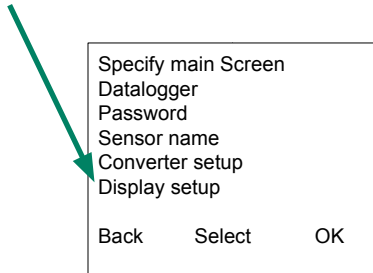 Specify main Screen
Datalogger
Password
Sensor name
Converter setup
Display setup
Back Select OK